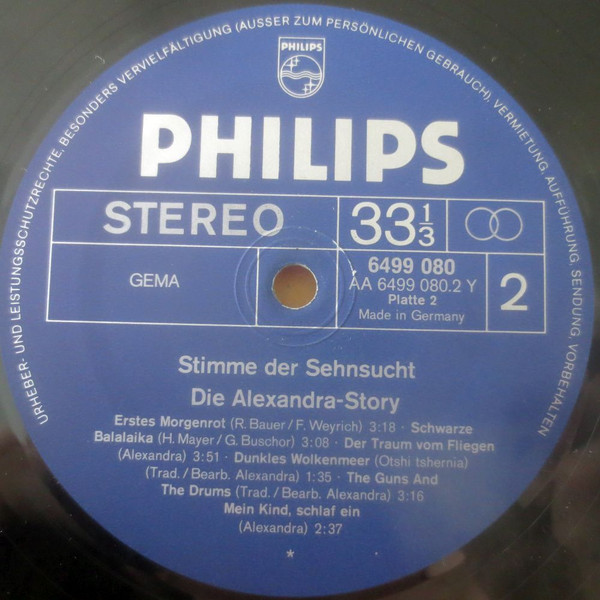 URHEBER- UND LEISTUNGSSCHUTZRECHTE, BESONDERS VERVIELFÄLTIGUNG (AUSSER ZUM PERSÖNLICHEN GEBRAUCH), VERMIETUNG, AUFFÜHRUNG, SENDUNG, VORBEHALTEN
PHILIPS
PHILIPS
STEREO
33 1/3
GEMA
6499 080
AA 6499 080.2 Y
Platte 2
Made in Germany
2
Stimme der Sehnsucht
Die Alexandra-Story
Erstes Morgenrot (R. Bauer / F. Weyrich) 3:18 - Schwarze
Balalaika (H. Mayer / G. Buschor) 3:08 - Der Traum vom Fliegen
(Alexandra) 3:51 - Dunkles Wolkenmeer (Otshi tshernia)
(Trad. / Bearb. Alexandra) 1:35 - The Guns And
The Drums (Trad. / Bearb. Alexandra) 3:16
Mein Kind, schlaf ein
(Alexandra) 2:37
*